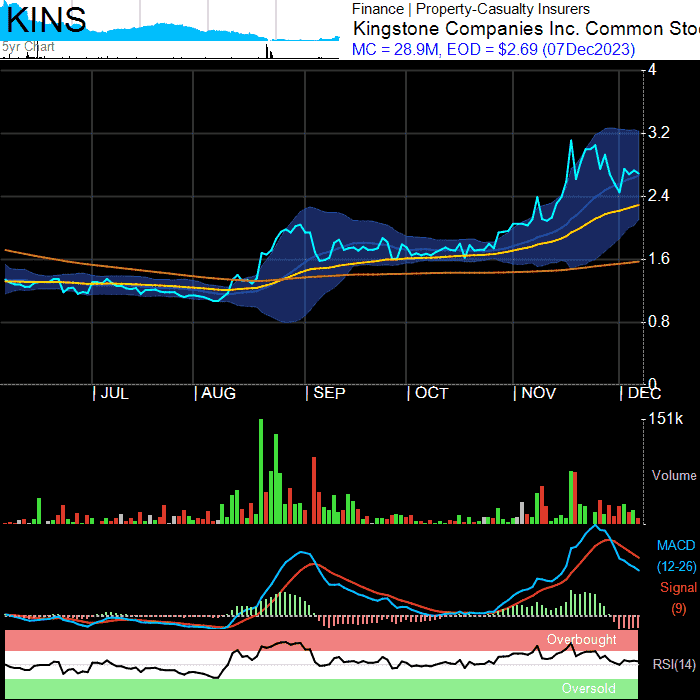 KINS
Finance | Property-Casualty Insurers
Kingstone Companies Inc. Common Sto
5yr Chart
MC = 28.9M, EOD = $2.69 (07Dec2023)
4
3.2
2.4
1.6
0.8
0
| JUL | AUG | SEP | OCT | NOV | DEC
151k
Volume
MACD
(12-26)
Signal
(9)
Overbought
RSI(14)
Oversold